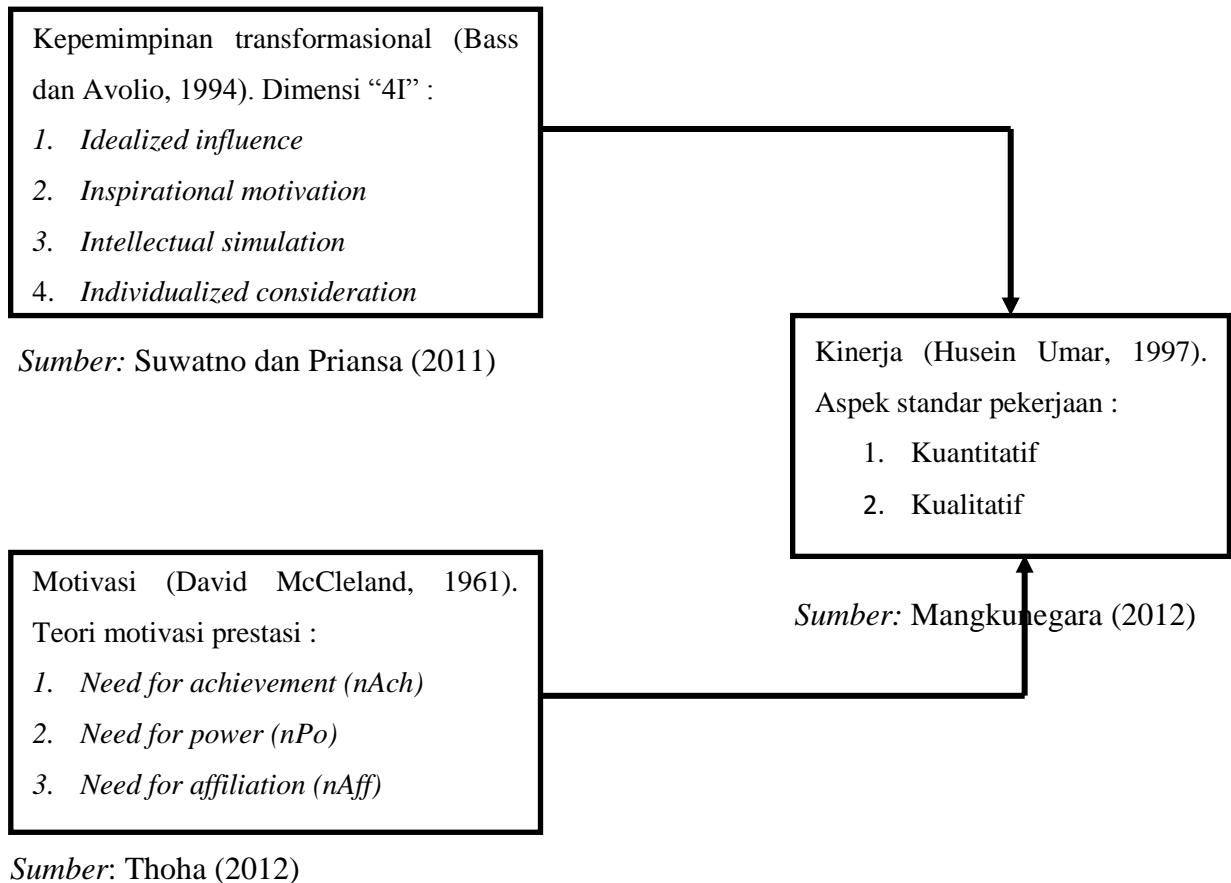 Kepemimpinan transformasional (Bass
dan Avolio, 1994). Dimensi “4I” :
1. Idealized influence
2. Inspirational motivation
3. Intellectual simulation
4. Individualized consideration
Sumber: Suwatno dan Priansa (2011)
Kinerja (Husein Umar, 1997).
Aspek standar pekerjaan :
1. Kuantitatif
2. Kualitatif
Sumber: Mangkunegara (2012)
Motivasi (David McCleland, 1961).
Teori motivasi prestasi :
1. Need for achievement (nAch)
2. Need for power (nPo)
3. Need for affiliation (nAff)
Sumber: Thoha (2012)